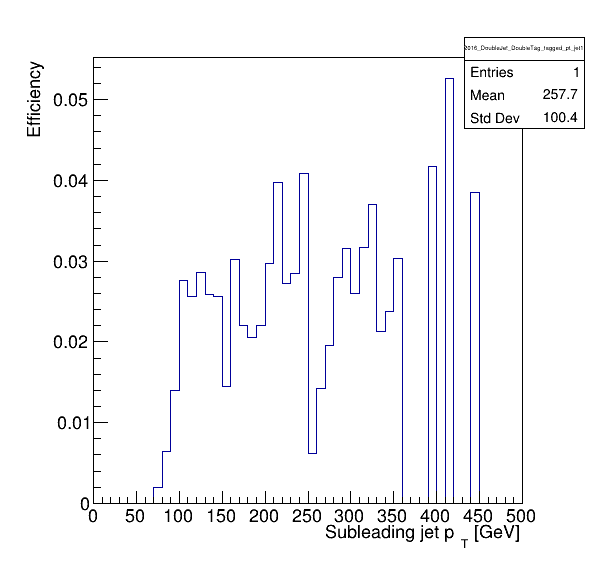 2016_DoubleJet_DoubleTag_tagged_pt_jet1
Entries 1
Mean 257.7
Std Dev 100.4
Efficiency
0.05
0.04
0.03
0.02
0.01
0
0 50 100 150 200 250 300 350 400 450 500
Subleading jet p_T [GeV]